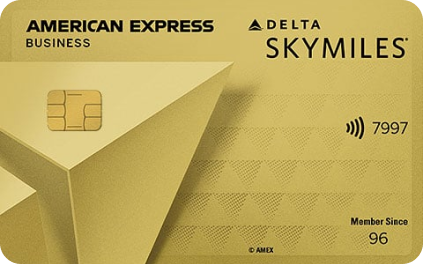 AMERICAN EXPRESS
BUSINESS
DELTA
SKYMILES®
7997
Member Since
96
© AMEX